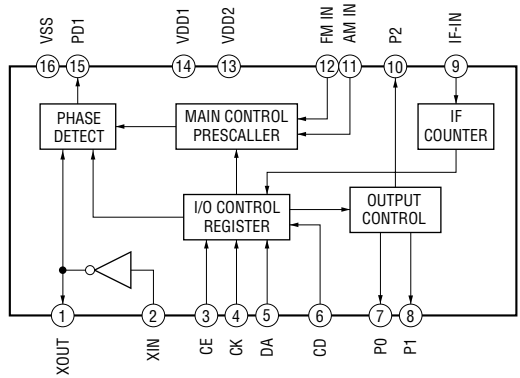 VSS
PD1
VDD1
VDD2
FM IN
AM IN
P2
IF-IN
16
15
14
13
12
11
10
9
PHASE
DETECT
MAIN CONTROL
PRESCALLER
IF
COUNTER
I/O CONTROL
REGISTER
OUTPUT
CONTROL
1
2
3
4
5
6
7
8
XOUT
XIN
CE
CK
DA
CD
P0
P1